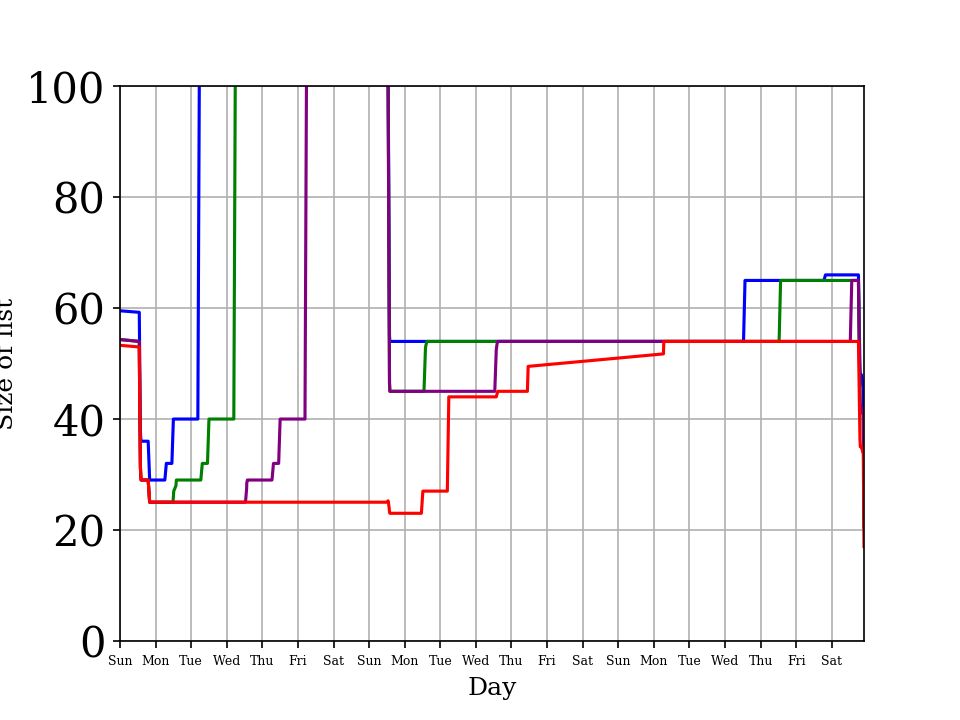 100
80
60
40
20
0
Size of list
Sun Mon Tue Wed Thu Fri Sat Sun Mon Tue Wed Thu Fri Sat Sun Mon Tue Wed Thu Fri Sat
Day